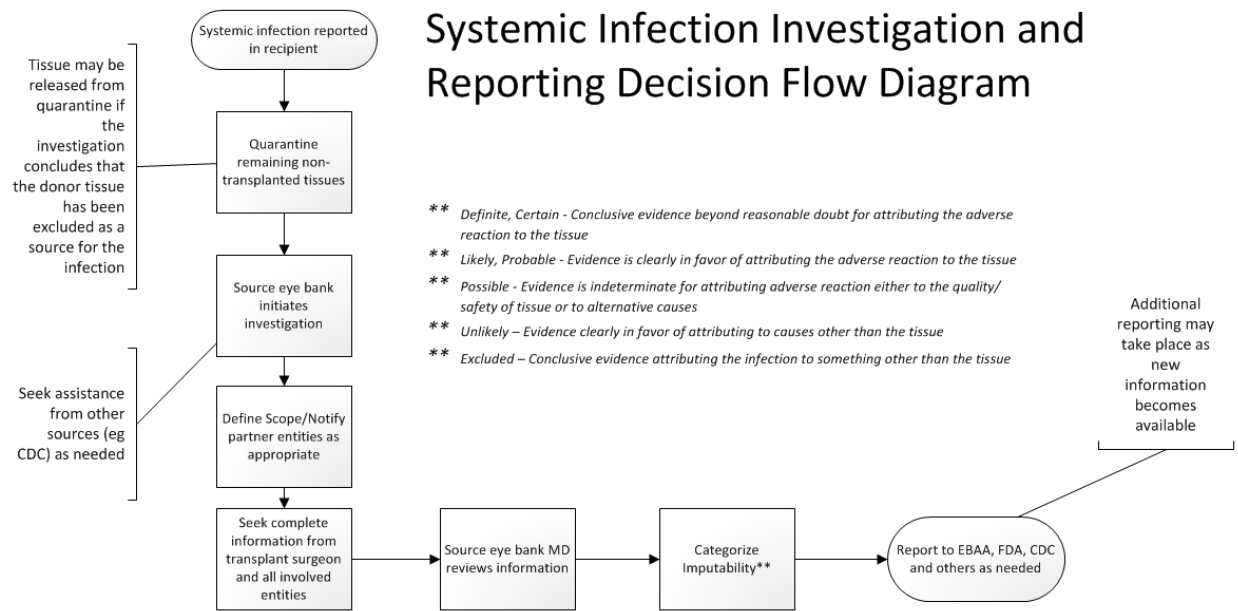 Systemic Infection Investigation and
Reporting Decision Flow Diagram
Systemic infection reported
in recipient
Tissue may be
released from
quarantine if
the
investigation
concludes that
the donor tissue
has been
excluded as a
source for the
infection
Quarantine
remaining non-
transplanted tissues
** Definite, Certain - Conclusive evidence beyond reasonable doubt for attributing the adverse
reaction to the tissue
** Likely, Probable - Evidence is clearly in favor of attributing the adverse reaction to the tissue
** Possible - Evidence is indeterminate for attributing adverse reaction either to the quality/
safety of tissue or to alternative causes
** Unlikely – Evidence clearly in favor of attributing to causes other than the tissue
** Excluded – Conclusive evidence attributing the infection to something other than the tissue
Source eye bank
initiates
investigation
Seek assistance
from other
sources (eg
CDC) as needed
Define Scope/Notify
partner entities as
appropriate
Seek complete
information from
transplant surgeon
and all involved
entities
Source eye bank MD
reviews information
Categorize
Imputability**
Report to EBAA, FDA, CDC
and others as needed
Additional
reporting may
take place as
new
information
becomes
available